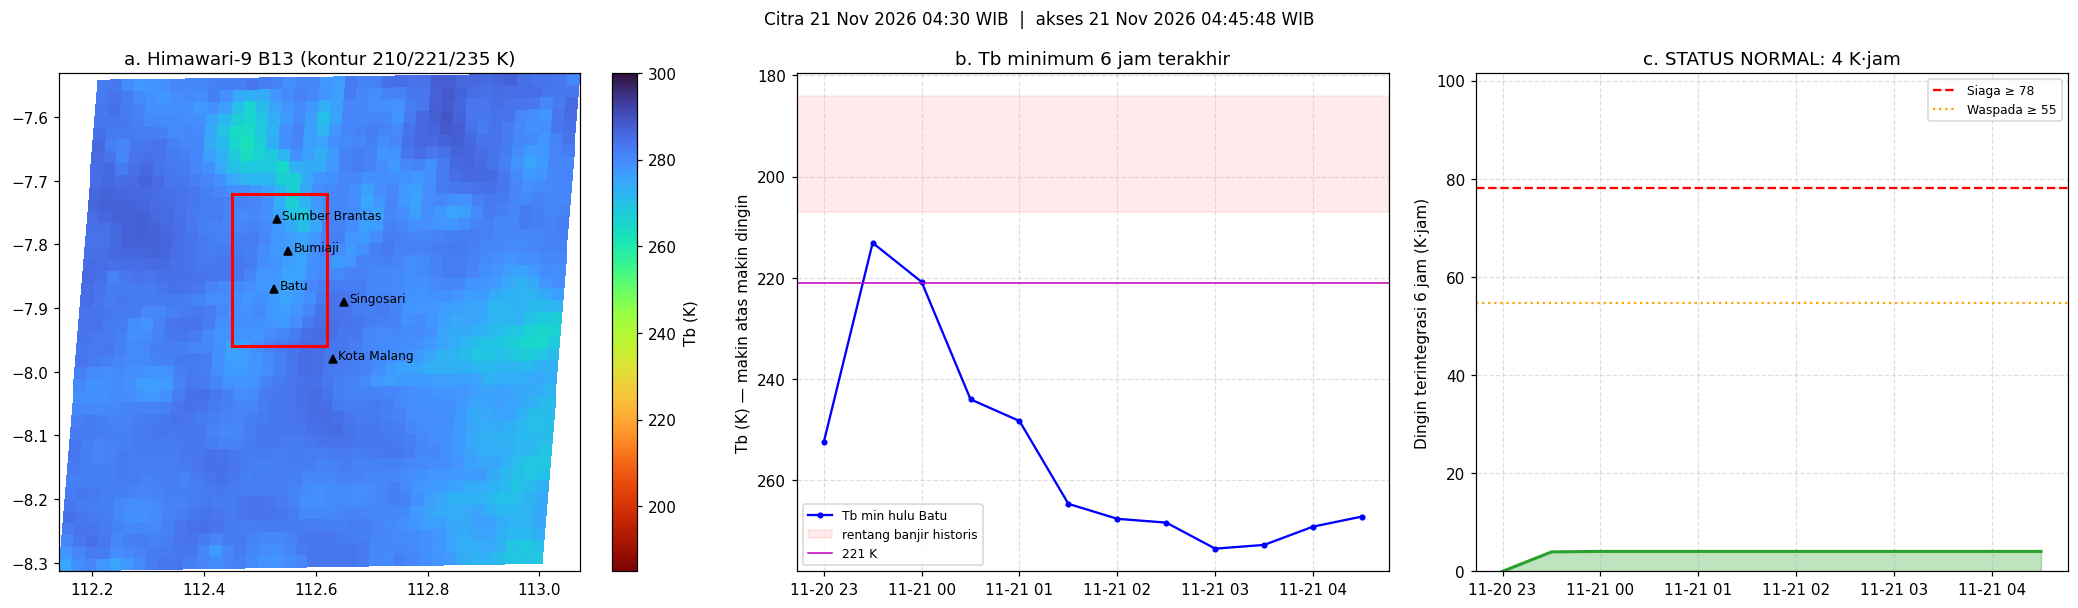 Citra 21 Nov 2026 04:30 WIB | akses 21 Nov 2026 04:45:48 WIB
a. Himawari-9 B13 (kontur 210/221/235 K)
−7.6
−7.7
−7.8
−7.9
−8.0
−8.1
−8.2
−8.3
112.2
112.4
112.6
112.8
113.0
Sumber Brantas
Bumiaji
Batu
Singosari
Kota Malang
300
280
260
240
220
200
Tb (K)
b. Tb minimum 6 jam terakhir
Tb (K) — makin atas makin dingin
180
200
220
240
260
Tb min hulu Batu
rentang banjir historis
221 K
11-20 23
11-21 00
11-21 01
11-21 02
11-21 03
11-21 04
c. STATUS NORMAL: 4 K·jam
Dingin terintegrasi 6 jam (K·jam)
100
80
60
40
20
0
Siaga ≥ 78
Waspada ≥ 55
11-20 23
11-21 00
11-21 01
11-21 02
11-21 03
11-21 04